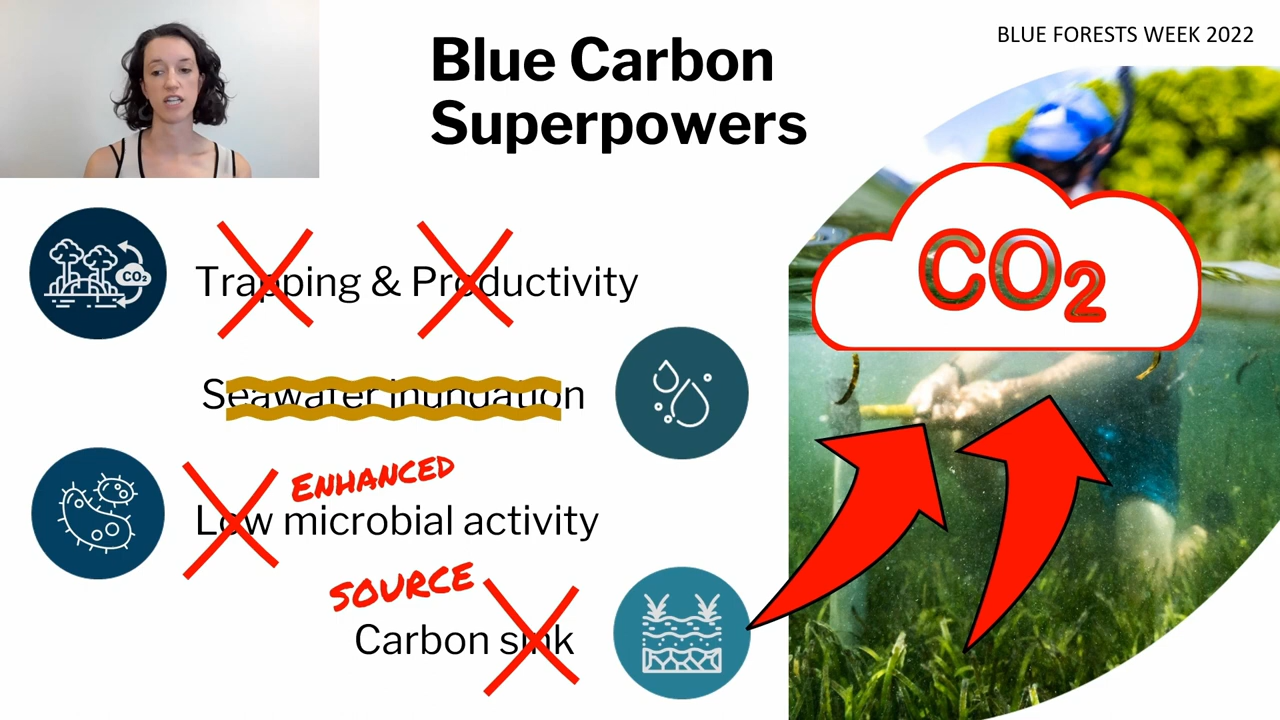 BLUE FORESTS WEEK 2022
Blue Carbon
Superpowers
CO₂
Trapping & Productivity
CO2
Seawater inundation
ENHANCED
Low microbial activity
SOURCE
Carbon sink